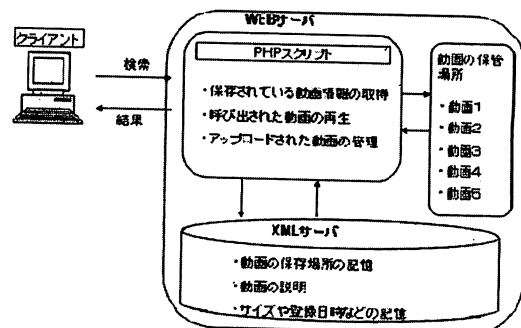 WEBサーバ
クライアント
PHPスクリプト
検索
・保存されている動画情報の取得
・呼び出された動画の再生
・アップロードされた動画の管理
結果
動画の保管
場所
・動画1
・動画2
・動画3
・動画4
・動画5
XMLサーバ
・動画の保存場所の記憶
・動画の説明
・サイズや登録日時などの記憶